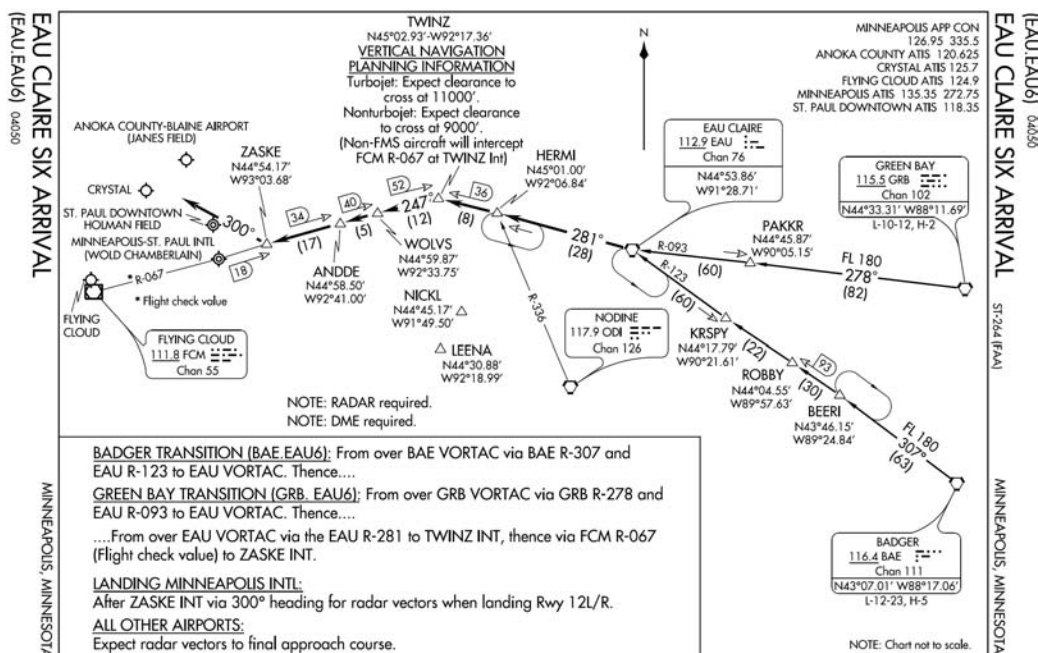 EAU CLAIRE SIX ARRIVAL
(EAU.EAU6) 04050
(EAU.EAU6) 04050
EAU CLAIRE SIX ARRIVAL
ST-264 (FAA)
MINNEAPOLIS, MINNESOTA
MINNEAPOLIS, MINNESOTA
TWINZ
N45°02.93'-W92°17.36'
VERTICAL NAVIGATION
PLANNING INFORMATION
Turbojet: Expect clearance to
cross at 11000'.
Nonturbojet: Expect clearance
to cross at 9000'.
(Non-FMS aircraft will intercept
FCM R-067 at TWINZ Int)
N
MINNEAPOLIS APP CON
126.95 335.5
ANOKA COUNTY ATIS 120.625
CRYSTAL ATIS 125.7
FLYING CLOUD ATIS 124.9
MINNEAPOLIS ATIS 135.35 272.75
ST. PAUL DOWNTOWN ATIS 118.35
ANOKA COUNTY-BLAINE AIRPORT
(JANES FIELD)
CRYSTAL
ST. PAUL DOWNTOWN
HOLMAN FIELD
MINNEAPOLIS-ST. PAUL INTL
(WOLD CHAMBERLAIN)
FLYING
CLOUD
* R-067
* Flight check value
FLYING CLOUD
111.8 FCM
Chan 55
ZASKE
N44°54.17'
W93°03.68'
300°
18
34
(17)
40
(5)
52
247°
(12)
36
(8)
ANDDE
N44°58.50'
W92°41.00'
WOLVS
N44°59.87'
W92°33.75'
NICKL
N44°45.17'
W91°49.50'
LEENA
N44°30.88'
W92°18.99'
HERMI
N45°01.00'
W92°06.84'
281°
(28)
R-336
EAU CLAIRE
112.9 EAU
Chan 76
N44°53.86'
W91°28.71'
GREEN BAY
115.5 GRB
Chan 102
N44°33.31' W88°11.69'
L-10-12, H-2
R-093
(60)
PAKKR
N44°45.87'
W90°05.15'
FL 180
278°
(82)
R-123
(60)
NODINE
117.9 ODI
Chan 126
KRSPY
N44°17.79'
W90°21.61'
(22)
ROBBY
N44°04.55'
W89°57.63'
93
(30)
BEERI
N43°46.15'
W89°24.84'
FL 180
307°
(63)
BADGER
116.4 BAE
Chan 111
N43°07.01' W88°17.06'
L-12-23, H-5
NOTE: RADAR required.
NOTE: DME required.
BADGER TRANSITION (BAE.EAU6): From over BAE VORTAC via BAE R-307 and
EAU R-123 to EAU VORTAC. Thence....
GREEN BAY TRANSITION (GRB. EAU6): From over GRB VORTAC via GRB R-278 and
EAU R-093 to EAU VORTAC. Thence....
....From over EAU VORTAC via the EAU R-281 to TWINZ INT, thence via FCM R-067
(Flight check value) to ZASKE INT.
LANDING MINNEAPOLIS INTL:
After ZASKE INT via 300° heading for radar vectors when landing Rwy 12L/R.
ALL OTHER AIRPORTS:
Expect radar vectors to final approach course.
NOTE: Chart not to scale.